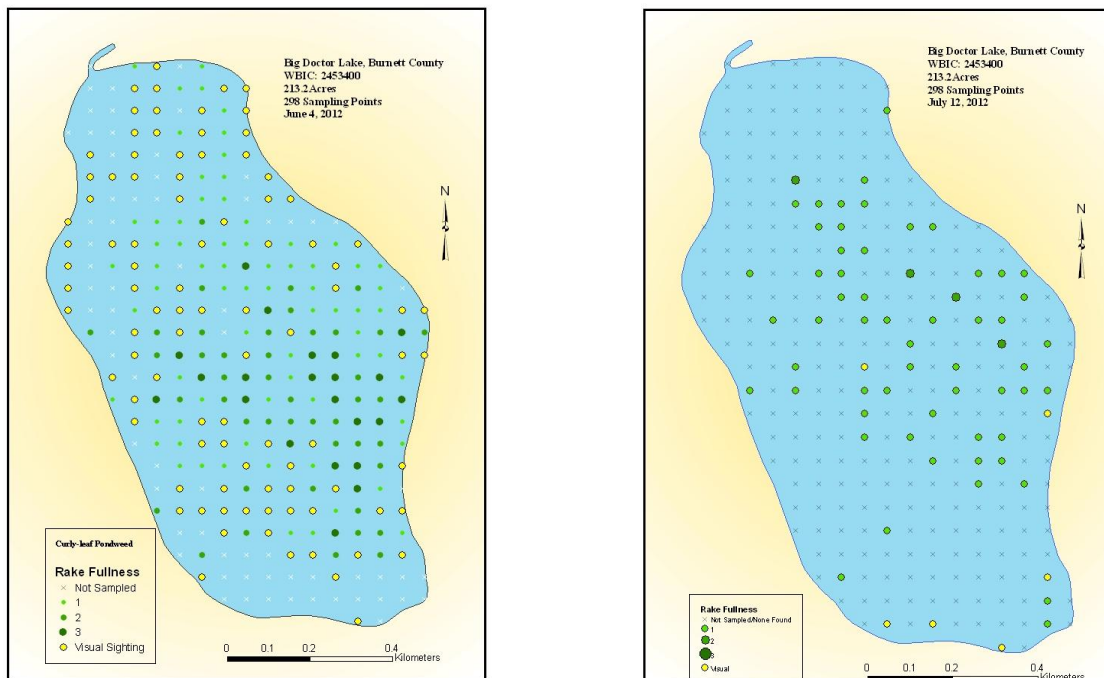 Big Doctor Lake, Burnett County
WBIC: 2453400
213.2 Acres
298 Sampling Points
June 4, 2012
N
Curly-leaf Pondweed
Rake Fullness
Not Sampled
1
2
3
Visual Sighting
0 0.1 0.2 0.4
Kilometers
Big Doctor Lake, Burnett County
WBIC: 2453400
213.2 Acres
298 Sampling Points
July 12, 2012
N
Rake Fullness
Not Sampled/None Found
1
2
3
Visual
0 0.1 0.2 0.4
Kilometers